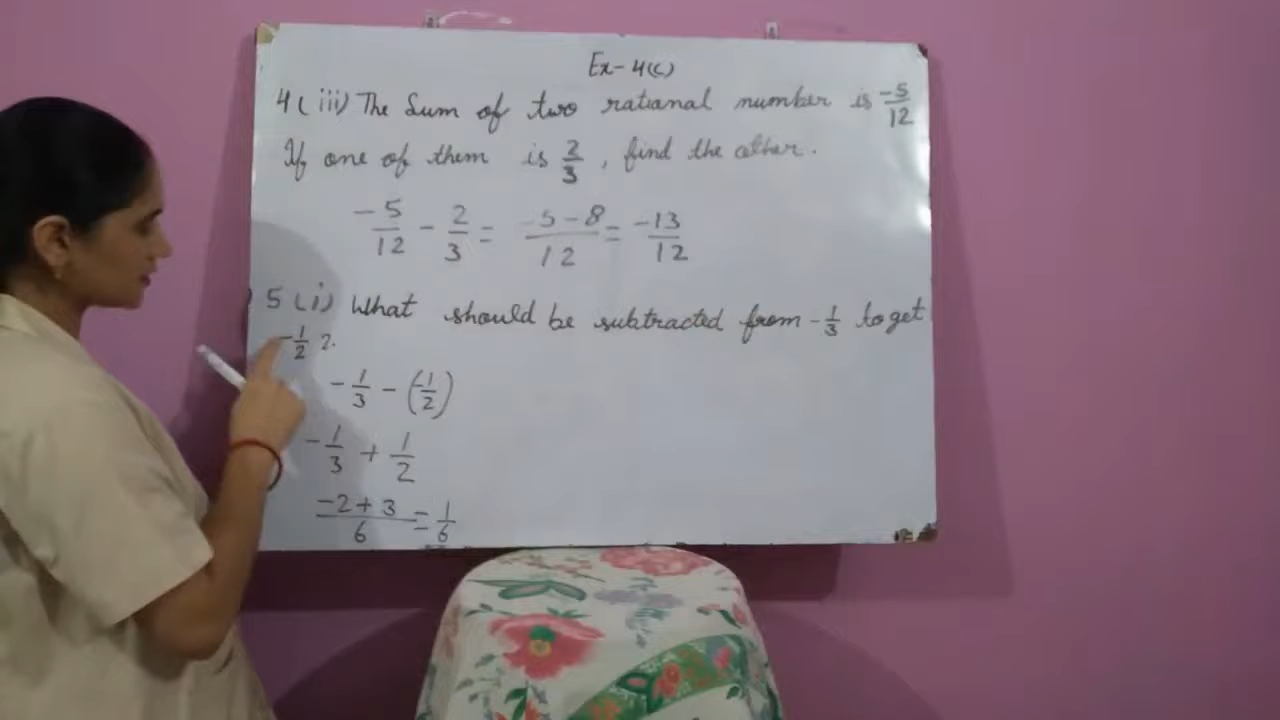 Ex-4(c)
4(iii) The Sum of two rational number is -5/12
If one of them is 2/3, find the other.
-5/12 - 2/3 = -5-8/12 = -13/12
5(i) What should be subtracted from -1/3 to get
-1/2 ?.
-1/3 - (-1/2)
-1/3 + 1/2
-2+3/6 = 1/6